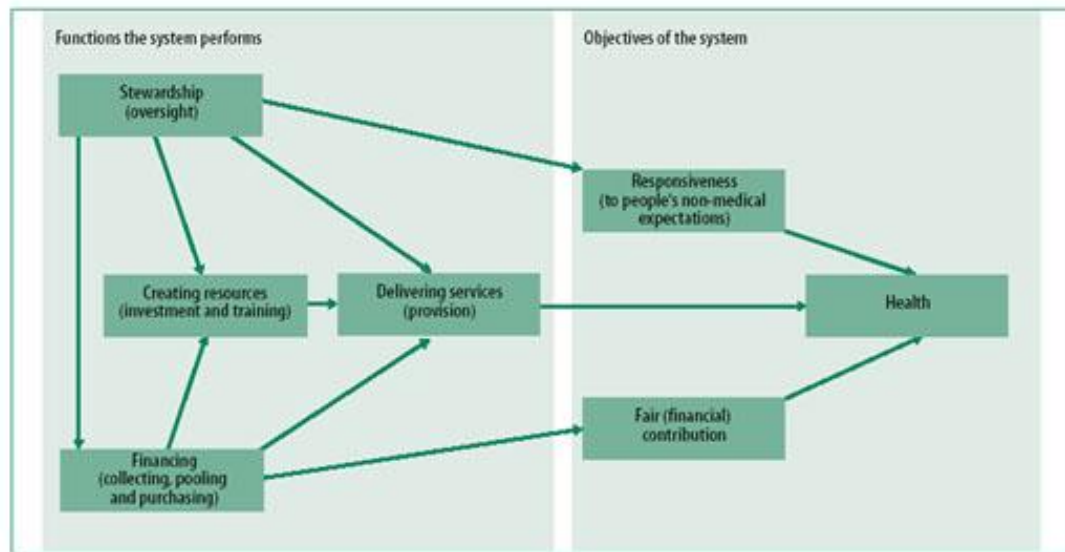 Functions the system performs
Objectives of the system
Stewardship
(oversight)
Responsiveness
(to people's non-medical
expectations)
Creating resources
(investment and training)
Delivering services
(provision)
Health
Fair (financial)
contribution
Financing
(collecting, pooling
and purchasing)